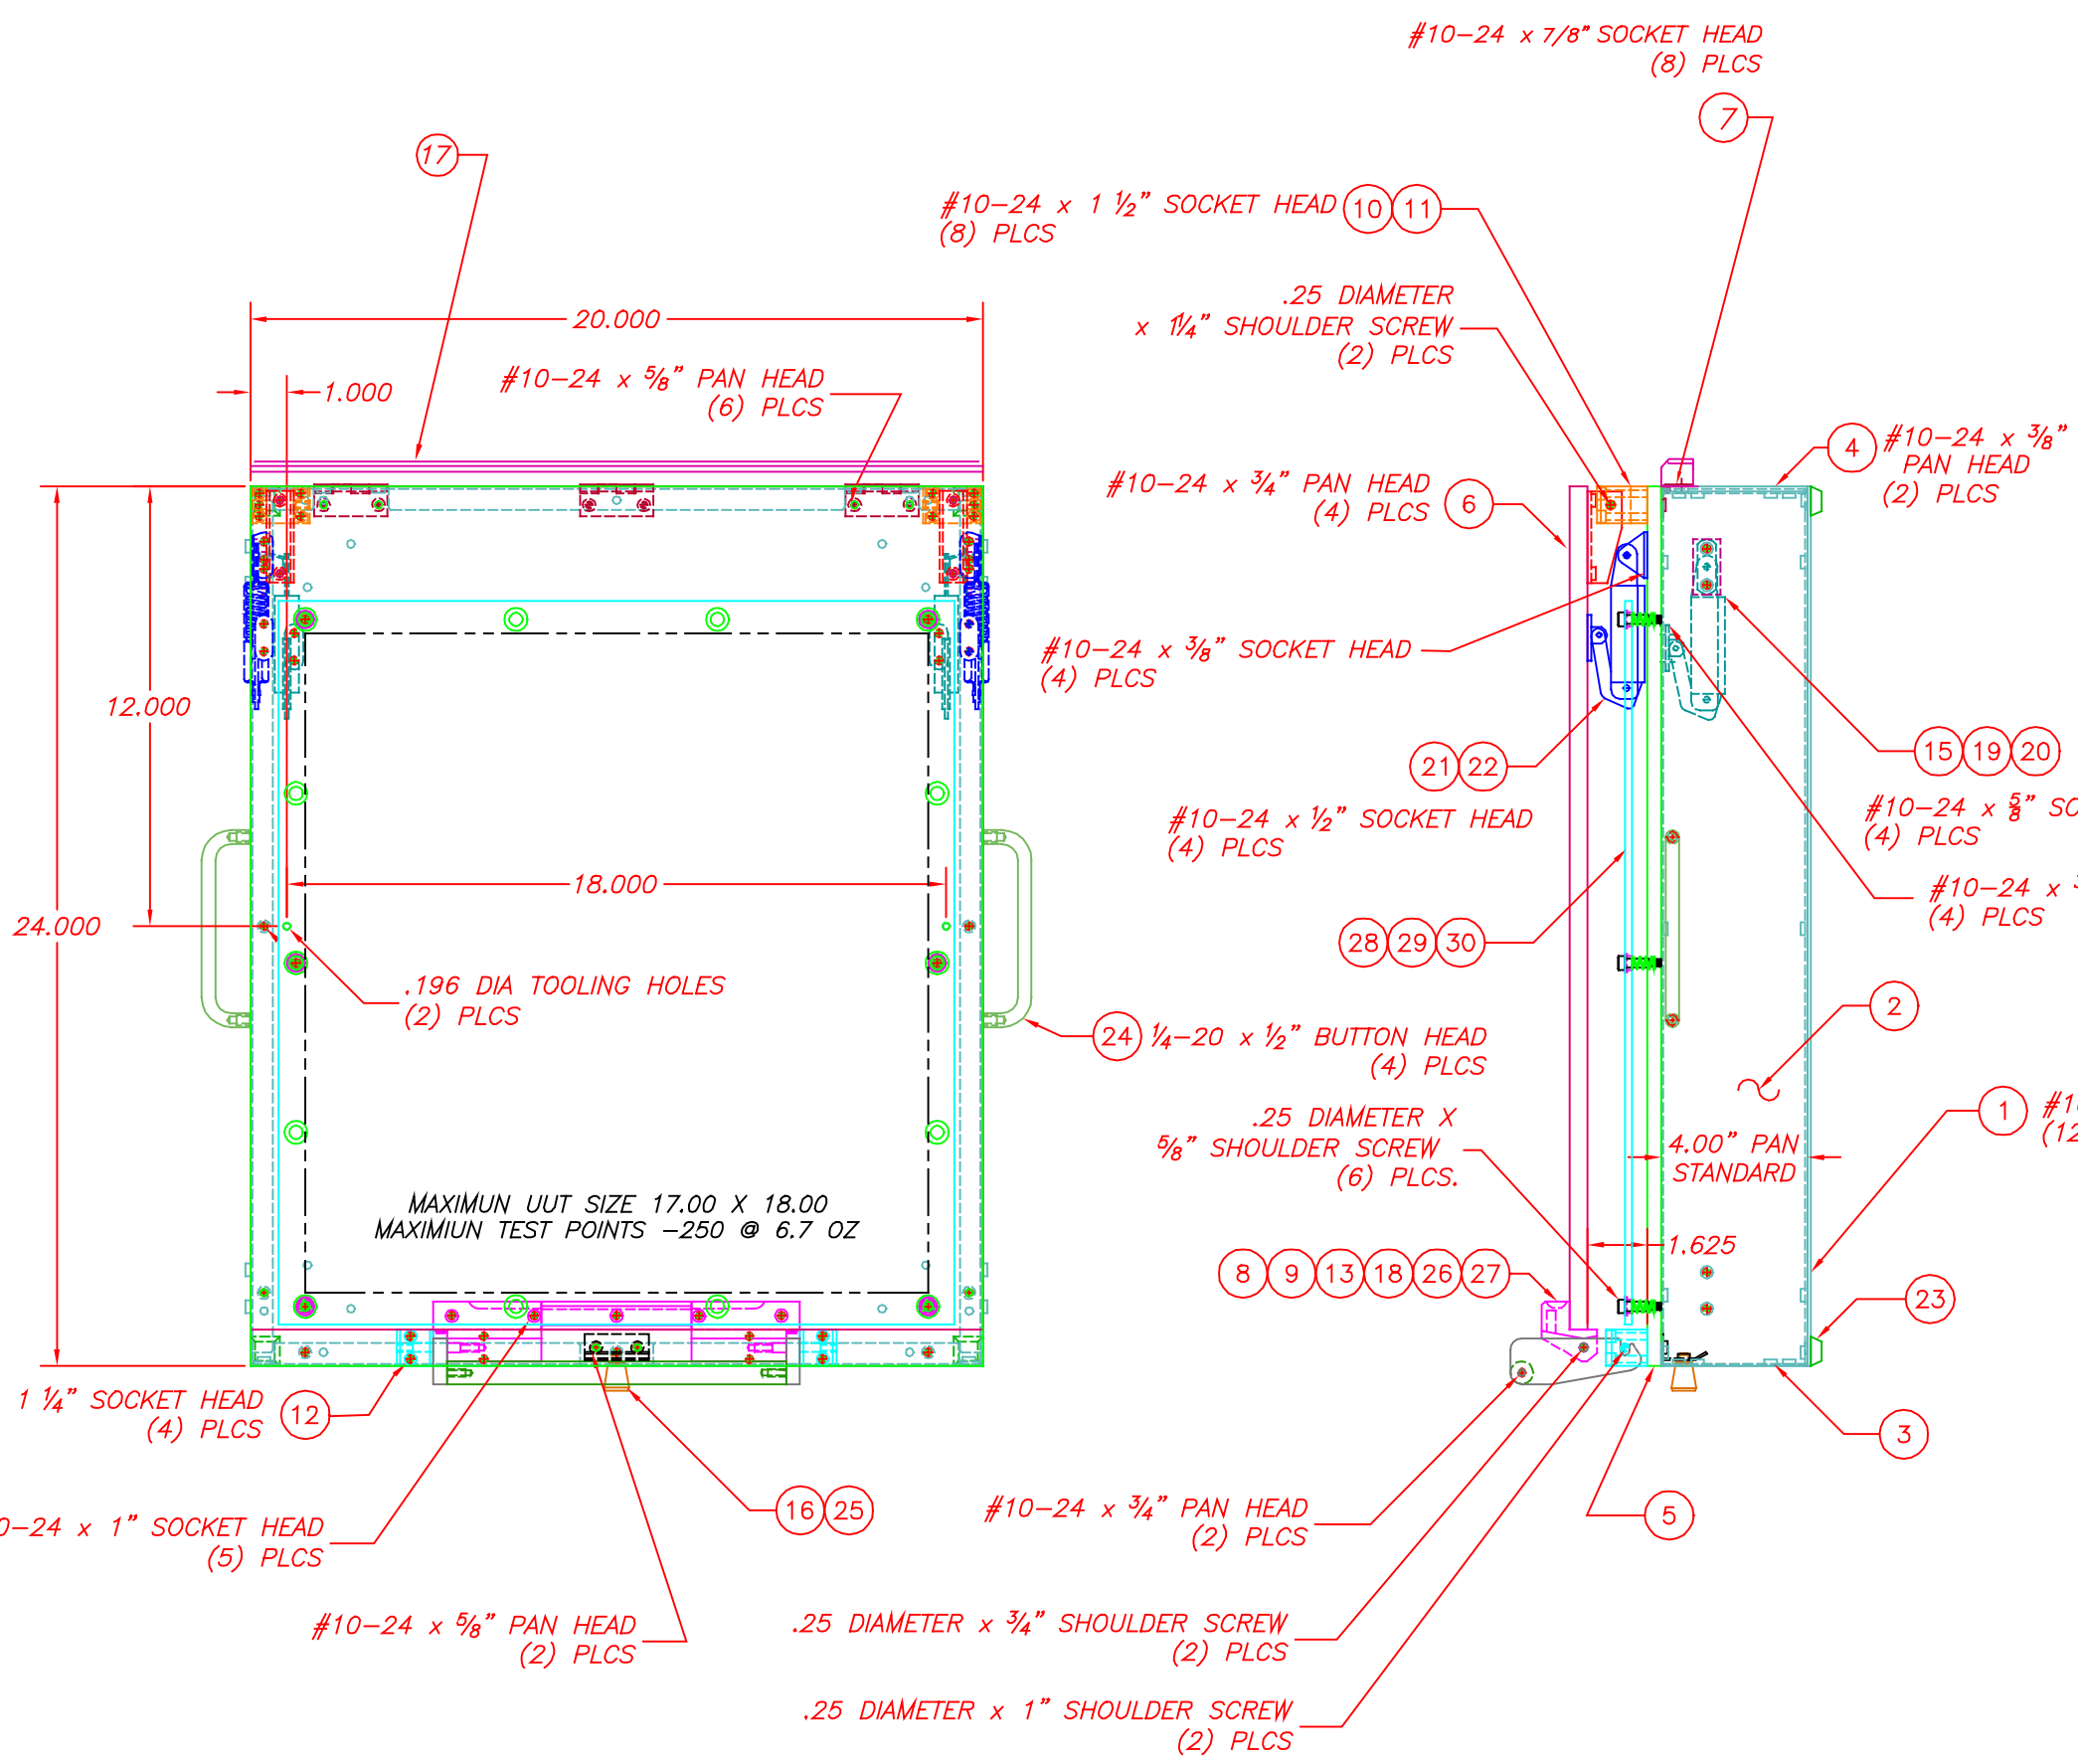 #10-24 x 7/8" SOCKET HEAD
(8) PLCS
7
17
#10-24 x 1 ½" SOCKET HEAD 10 11
(8) PLCS
.25 DIAMETER
x 1¼" SHOULDER SCREW
(2) PLCS
20.000
1.000
#10-24 x ⅝" PAN HEAD
(6) PLCS
4 #10-24 x ⅜"
PAN HEAD
(2) PLCS
#10-24 x ¾" PAN HEAD
(4) PLCS
6
#10-24 x ⅜" SOCKET HEAD
(4) PLCS
12.000
15 19 20
21 22
#10-24 x ½" SOCKET HEAD
(4) PLCS
#10-24 x ⅝"
(4) PLCS
18.000
#10-24 x
(4) PLCS
24.000
28 29 30
.196 DIA TOOLING HOLES
(2) PLCS
2
24 ¼-20 x ½" BUTTON HEAD
(4) PLCS
.25 DIAMETER X
⅝" SHOULDER SCREW
(6) PLCS.
1
4.00" PAN
STANDARD
MAXIMUN UUT SIZE 17.00 X 18.00
MAXIMIUN TEST POINTS -250 @ 6.7 OZ
1.625
8 9 13 18 26 27
23
1 ¼" SOCKET HEAD
(4) PLCS
12
3
16 25
#10-24 x ¾" PAN HEAD
(2) PLCS
5
0-24 x 1" SOCKET HEAD
(5) PLCS
#10-24 x ⅝" PAN HEAD
(2) PLCS
.25 DIAMETER x ¾" SHOULDER SCREW
(2) PLCS
.25 DIAMETER x 1" SHOULDER SCREW
(2) PLCS